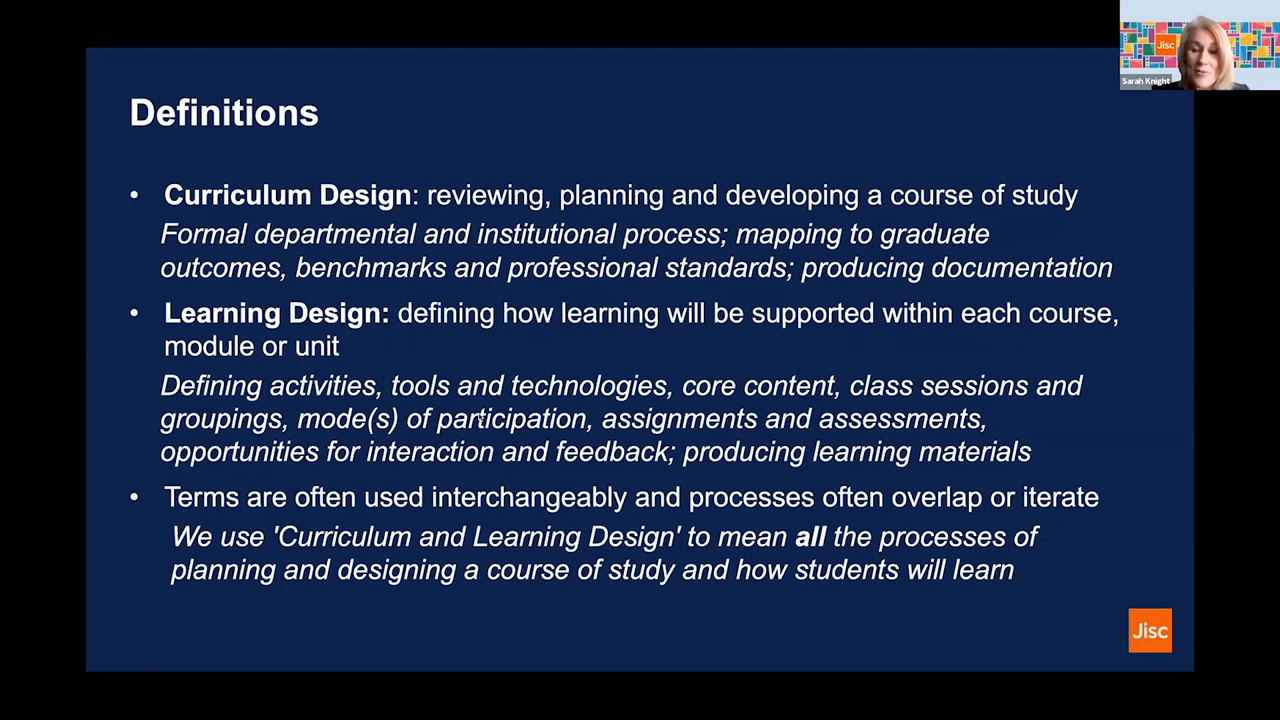 Jisc
Sarah Knight
Definitions
• Curriculum Design: reviewing, planning and developing a course of study
Formal departmental and institutional process; mapping to graduate
outcomes, benchmarks and professional standards; producing documentation
• Learning Design: defining how learning will be supported within each course,
module or unit
Defining activities, tools and technologies, core content, class sessions and
groupings, mode(s) of participation, assignments and assessments,
opportunities for interaction and feedback; producing learning materials
• Terms are often used interchangeably and processes often overlap or iterate
We use 'Curriculum and Learning Design' to mean all the processes of
planning and designing a course of study and how students will learn
Jisc